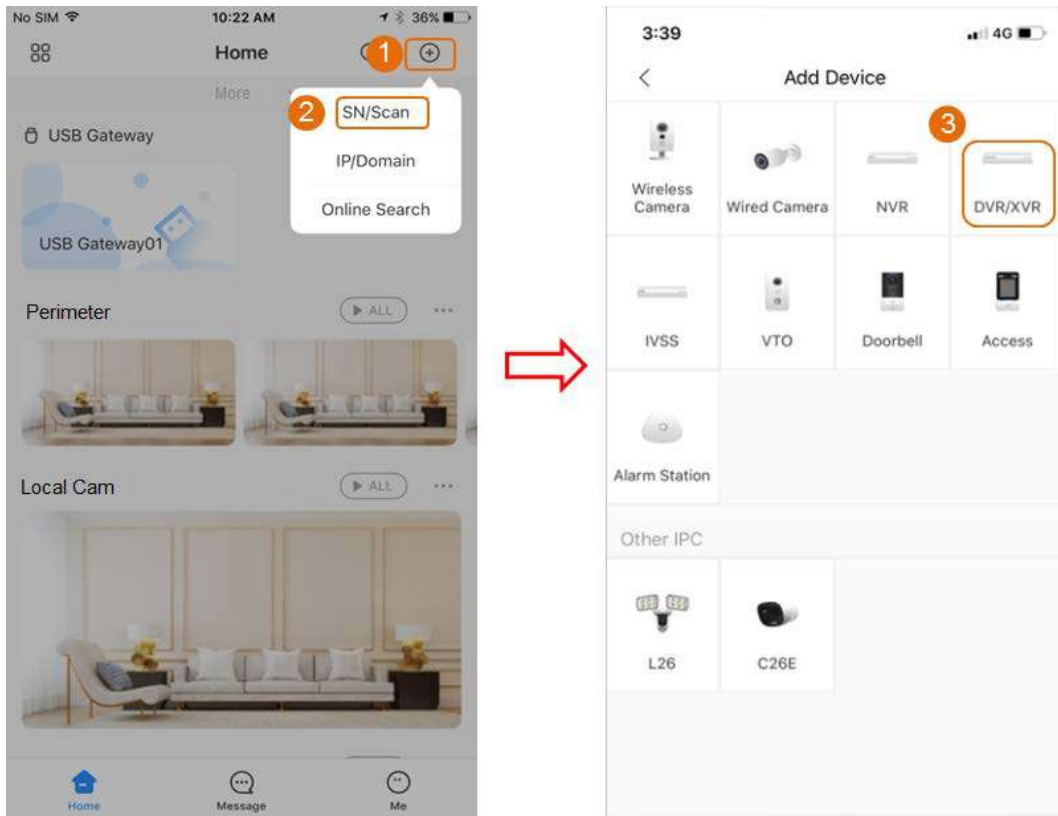 No SIM 10:22 AM 36%
Home
1
More
2 SN/Scan
IP/Domain
Online Search
USB Gateway
USB Gateway01
Perimeter
ALL
Local Cam
ALL
Home Message Me
3:39 4G
Add Device
3
Wireless
Camera
Wired Camera
NVR
DVR/XVR
IVSS
VTO
Doorbell
Access
Alarm Station
Other IPC
L26
C26E